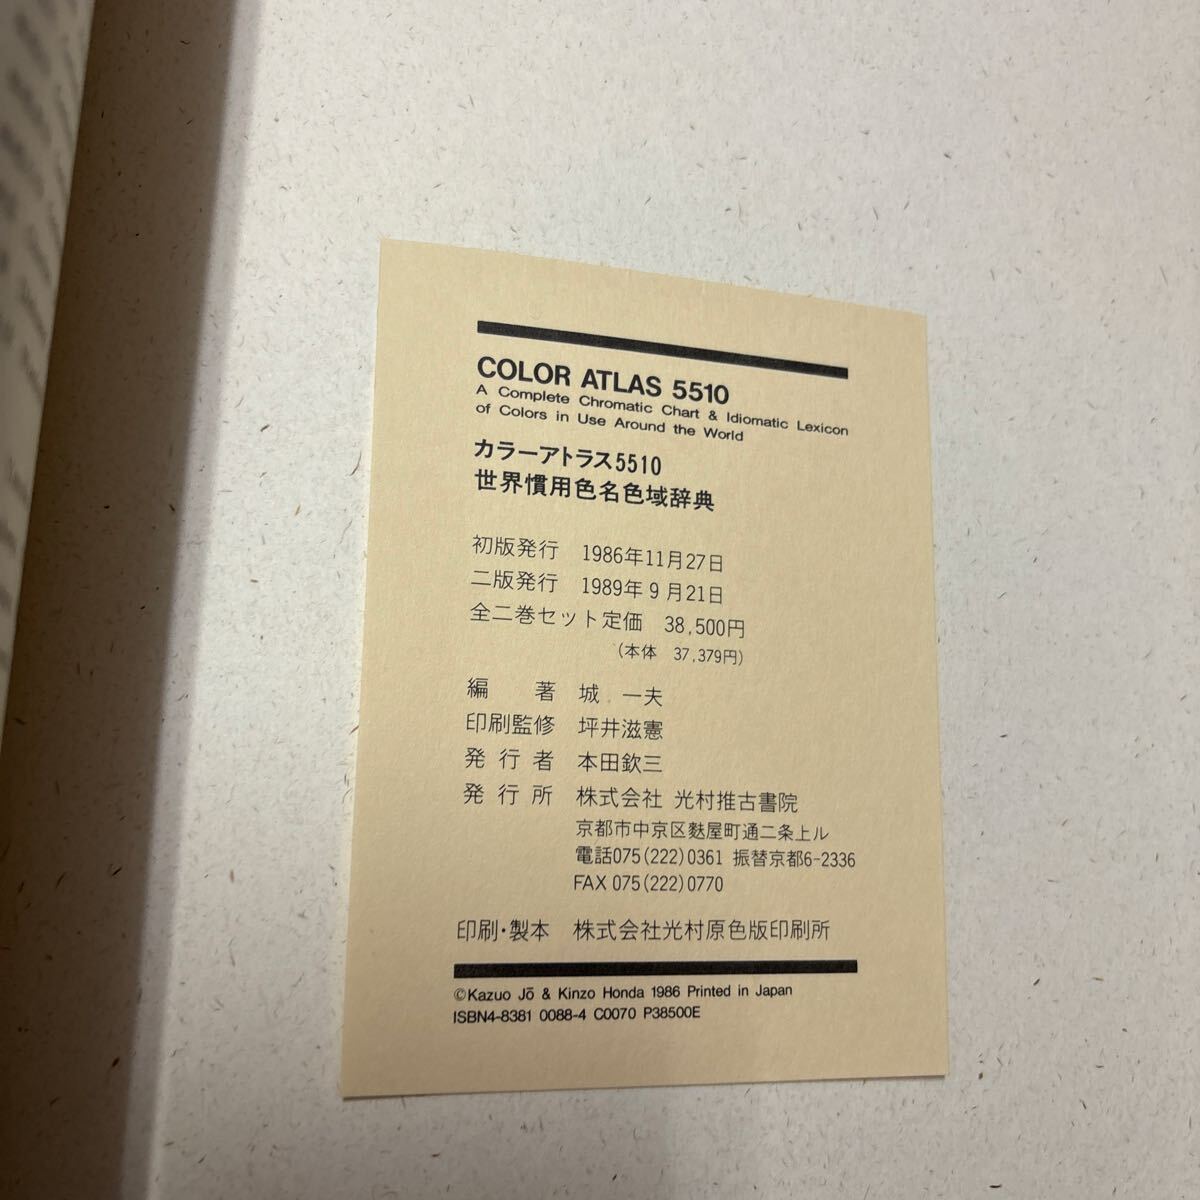 COLOR ATLAS 5510
A Complete Chromatic Chart & Idiomatic Lexicon
of Colors in Use Around the World
カラーアトラス5510
世界慣用色名色域辞典
初版発行 1986年11月27日
二版発行 1989年9月21日
全二巻セット定価 38,500円
(本体 37,379円)
編著 城 一夫
印刷監修 坪井滋憲
発行者 本田欽三
発行所 株式会社 光村推古書院
京都市中京区麩屋町通二条上ル
電話075(222)0361 振替京都6-2336
FAX 075(222)0770
印刷・製本 株式会社光村原色版印刷所
©Kazuo Jō & Kinzo Honda 1986 Printed in Japan
ISBN4-8381 0088-4 C0070 P38500E